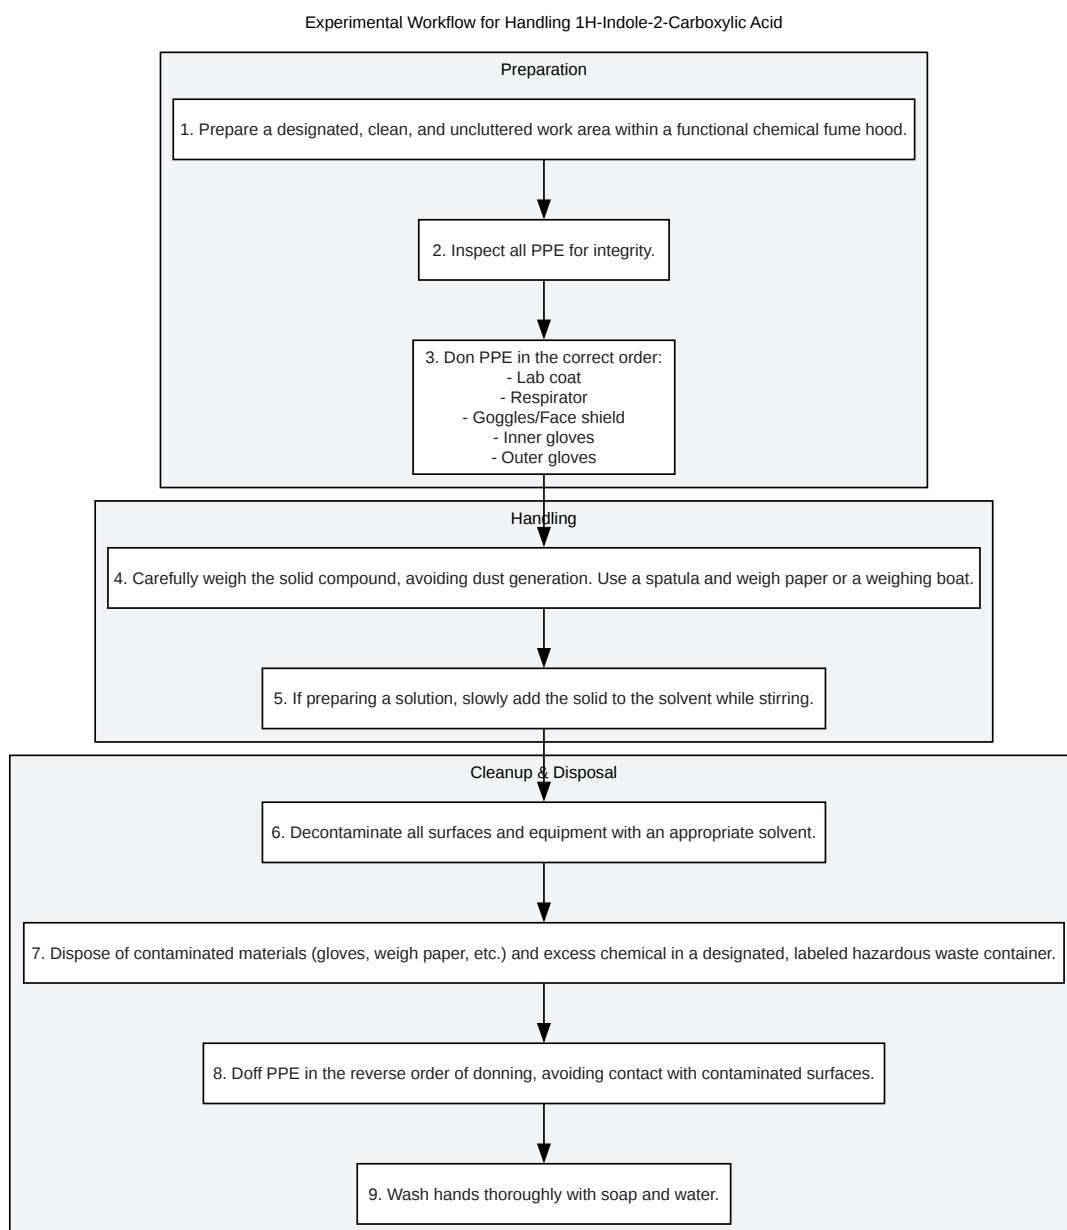 Experimental Workflow for Handling 1H-Indole-2-Carboxylic Acid
Preparation
1. Prepare a designated, clean, and uncluttered work area within a functional chemical fume hood.
2. Inspect all PPE for integrity.
3. Don PPE in the correct order:
- Lab coat
- Respirator
- Goggles/Face shield
- Inner gloves
- Outer gloves
Handling
4. Carefully weigh the solid compound, avoiding dust generation. Use a spatula and weigh paper or a weighing boat.
5. If preparing a solution, slowly add the solid to the solvent while stirring.
Cleanup & Disposal
6. Decontaminate all surfaces and equipment with an appropriate solvent.
7. Dispose of contaminated materials (gloves, weigh paper, etc.) and excess chemical in a designated, labeled hazardous waste container.
8. Doff PPE in the reverse order of donning, avoiding contact with contaminated surfaces.
9. Wash hands thoroughly with soap and water.